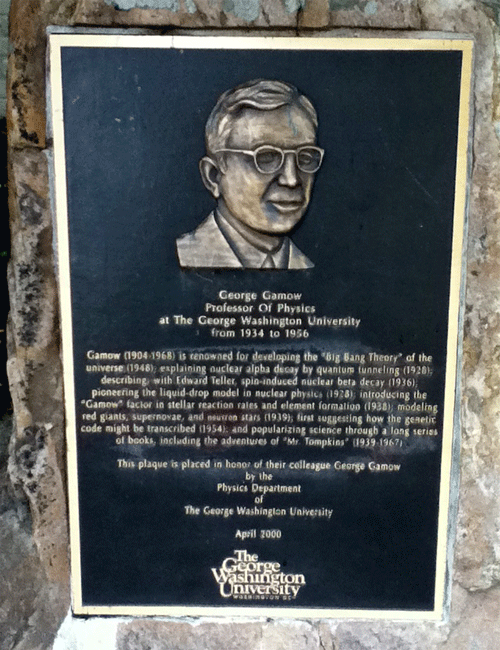 George Gamow
Professor Of Physics
at The George Washington University
from 1934 to 1956
Gamow (1904-1968) is renowned for developing the "Big Bang Theory" of the
universe (1948); explaining nuclear alpha decay by quantum tunneling (1928);
describing, with Edward Teller, spin-induced nuclear beta decay (1936);
pioneering the liquid-drop model in nuclear physics (1928); introducing the
"Gamow" factor in stellar reaction rates and element formation (1938); modeling
red giants, supernovae, and neutron stars (1939); first suggesting how the genetic
code might be transcribed (1954); and popularizing science through a long series
of books, including the adventures of "Mr. Tompkins" (1939-1967).
This plaque is placed in honor of their colleague George Gamow
by the
Physics Department
of
The George Washington University
April 2000
The
George
Washington
University
WASHINGTON DC